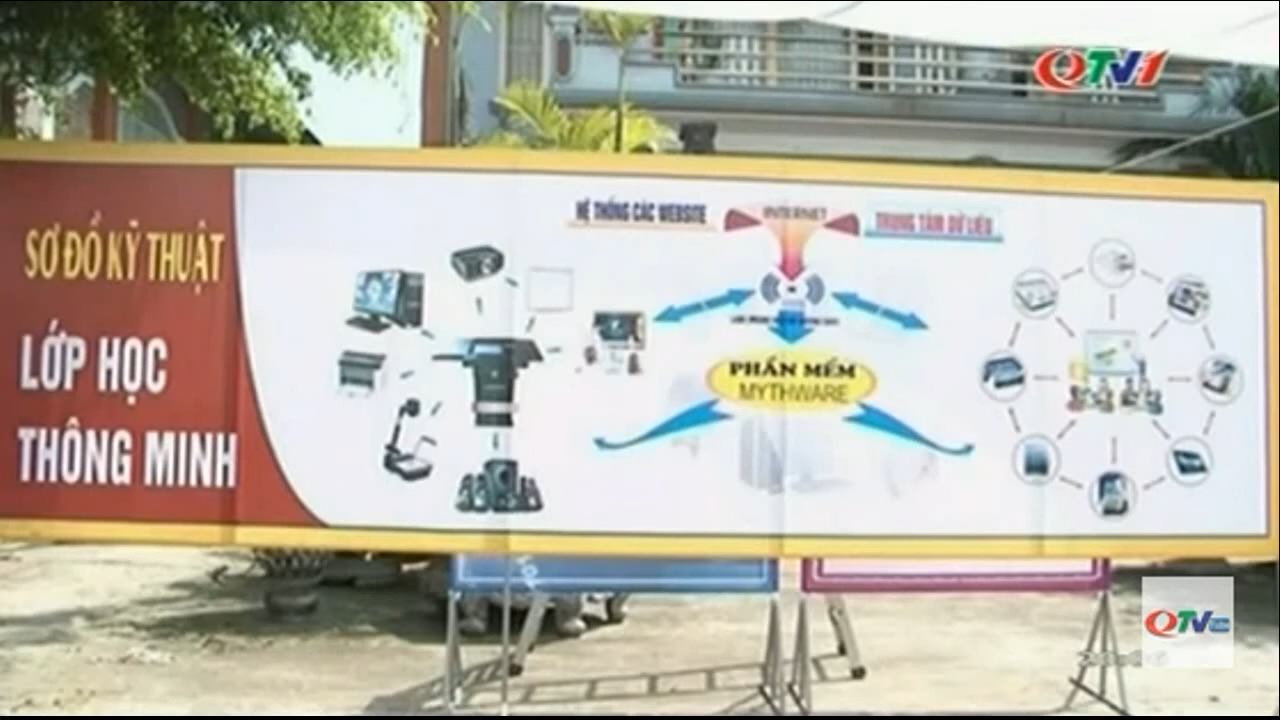 QTV1
SƠ ĐỒ KỸ THUẬT
LỚP HỌC
THÔNG MINH
HỆ THỐNG CÁC WEBSITE
INTERNET
TRUNG TÂM DỮ LIỆU
PHẦN MỀM
MYTHWARE
QTV